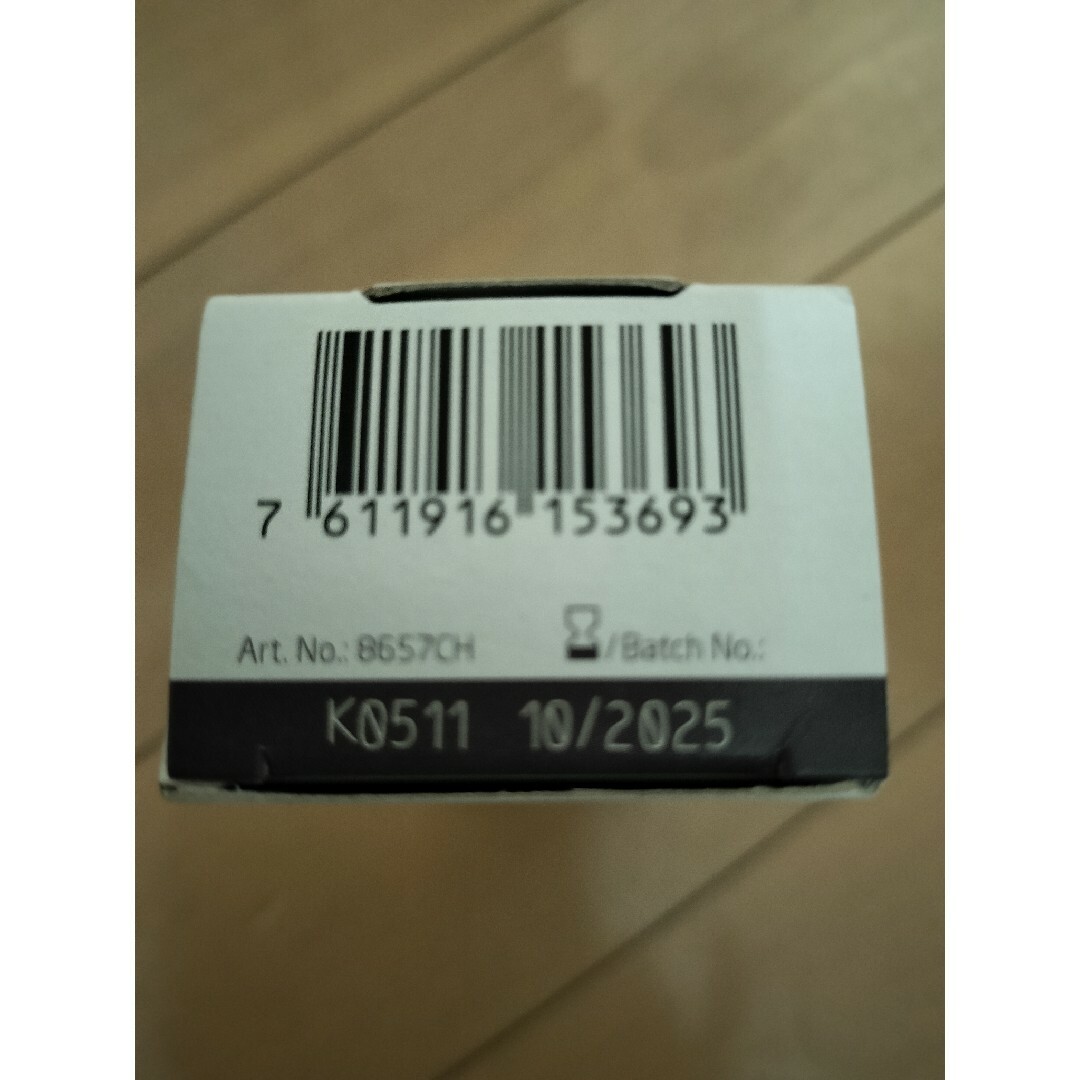 7 611916 153693
Art. No.: 8657CH /Batch No.:
K0511 10/2025